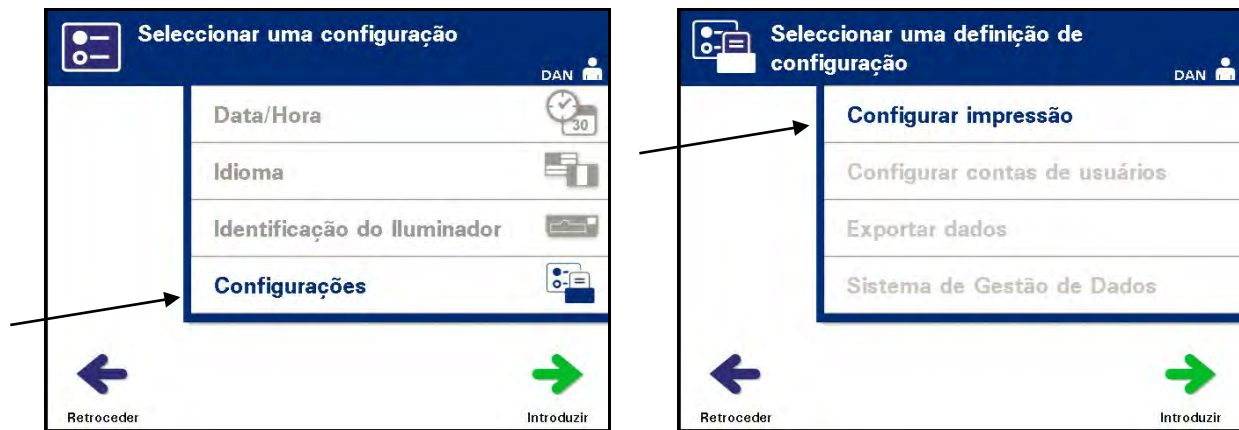 Seleccionar uma configuração
DAN
Data/Hora
30
Idioma
Identificação do Iluminador
Configurações
Retroceder
Introduzir
Seleccionar uma definição de
configuração
DAN
Configurar impressão
Configurar contas de usuários
Exportar dados
Sistema de Gestão de Dados
Retroceder
Introduzir